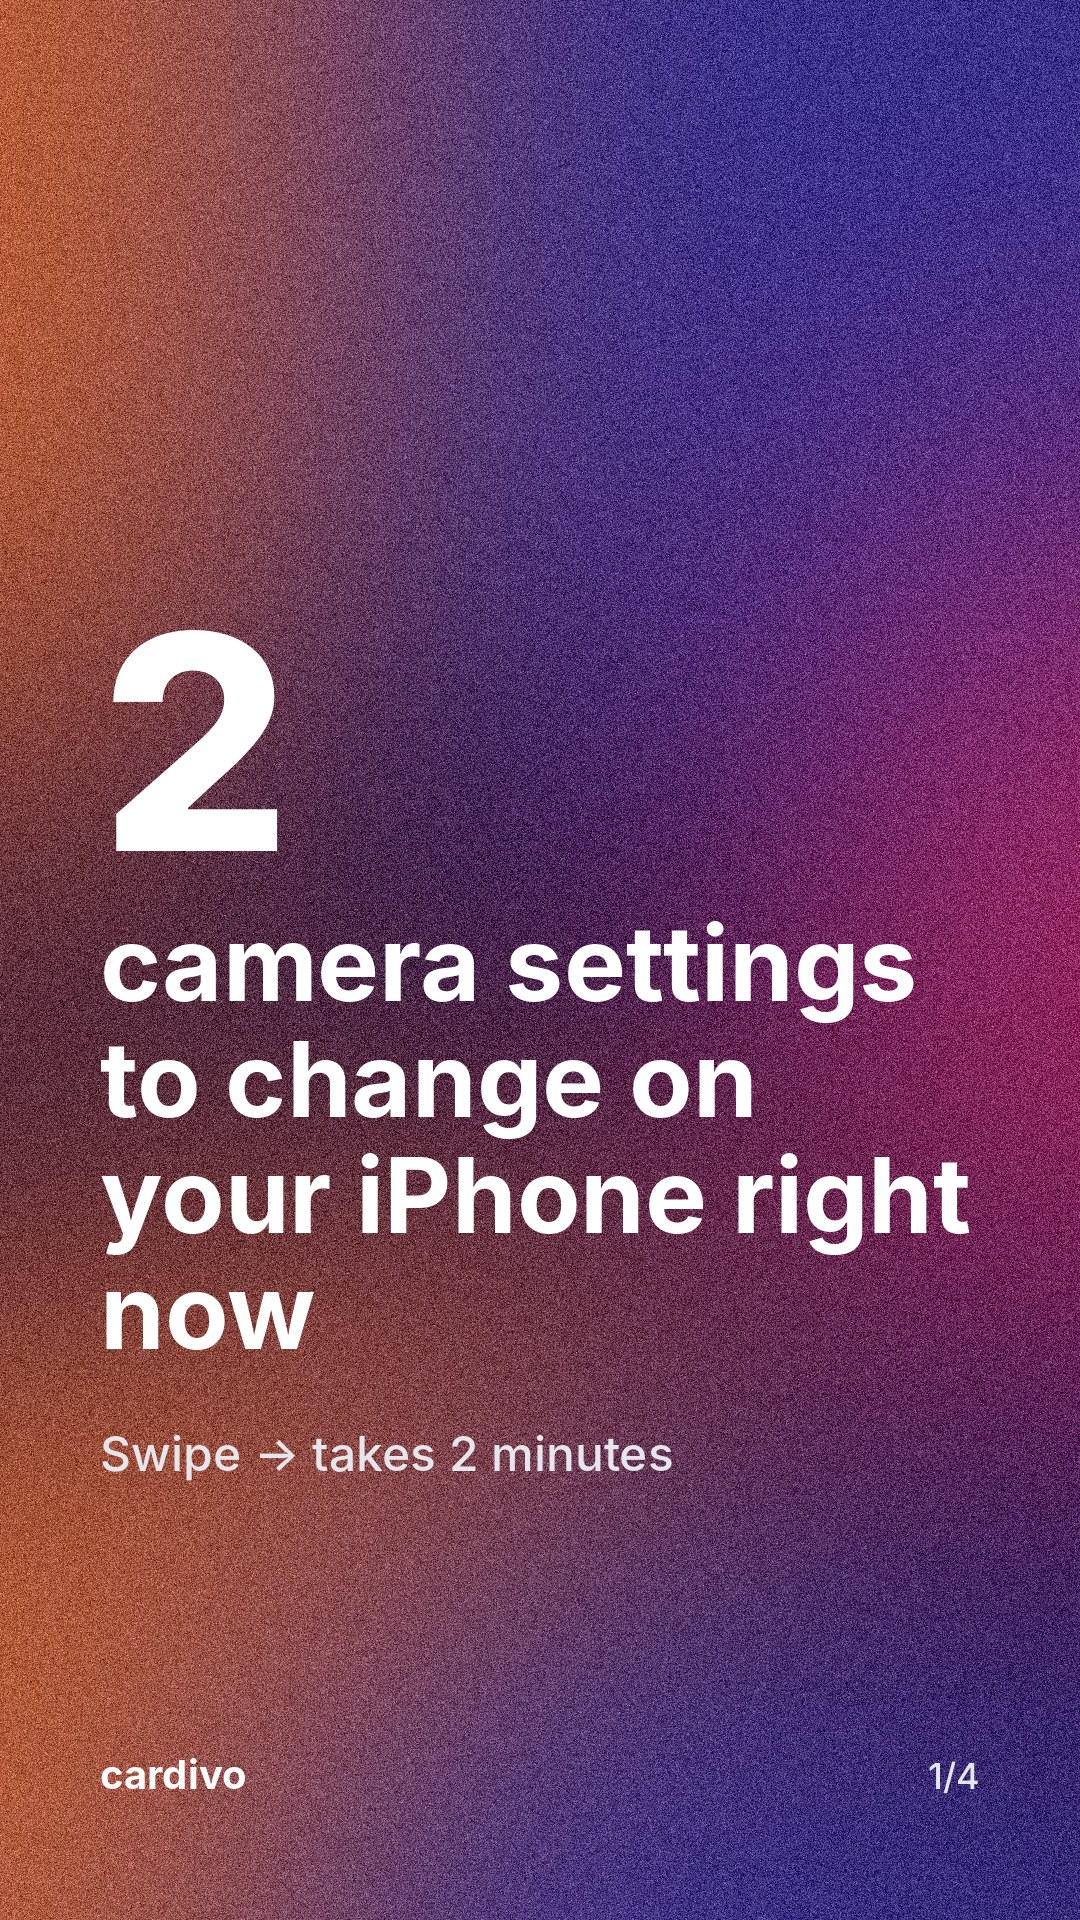 2
camera settings
to change on
your iPhone right
now
Swipe → takes 2 minutes
cardivo
1/4